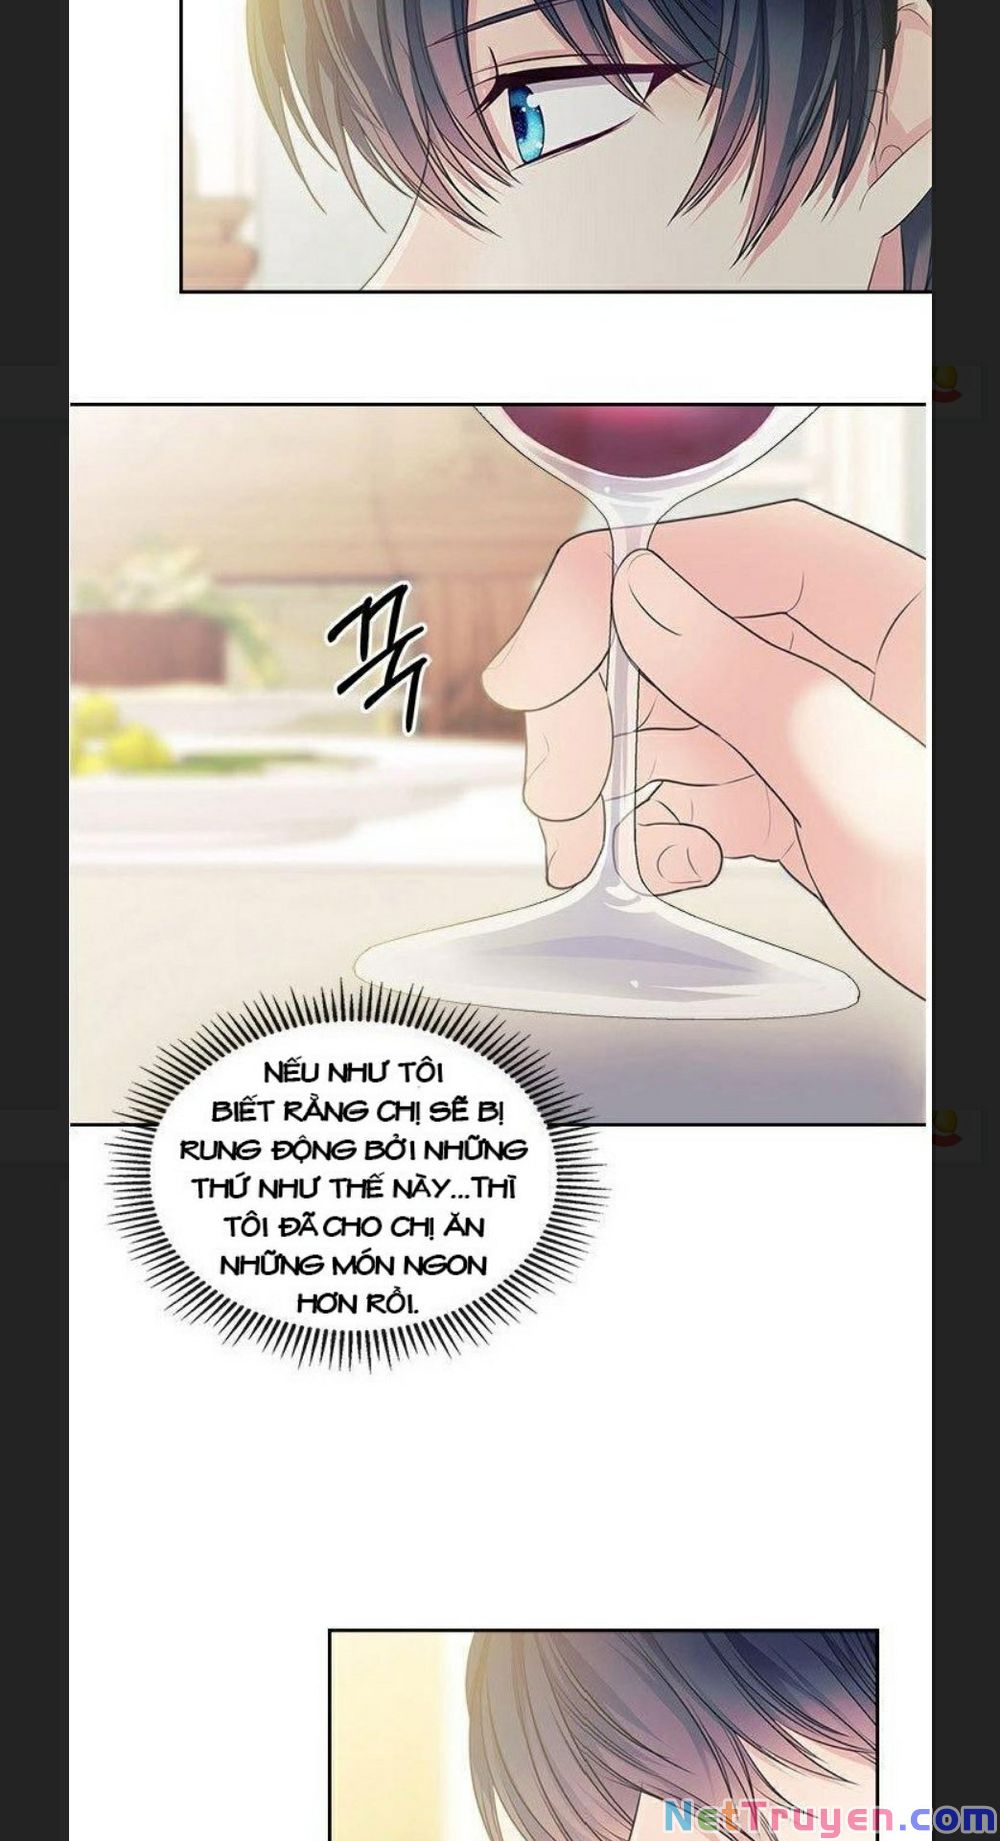 꾹
NẾU NHƯ TÔI
BIẾT RẰNG CHỊ SẼ BỊ
RUNG ĐỘNG BỞI NHỮNG
THỨ NHƯ THẾ NÀY...THÌ
TÔI ĐÃ CHO CHỊ ĂN
NHỮNG MÓN NGON
HƠN RỒI.
NetTruyen.com